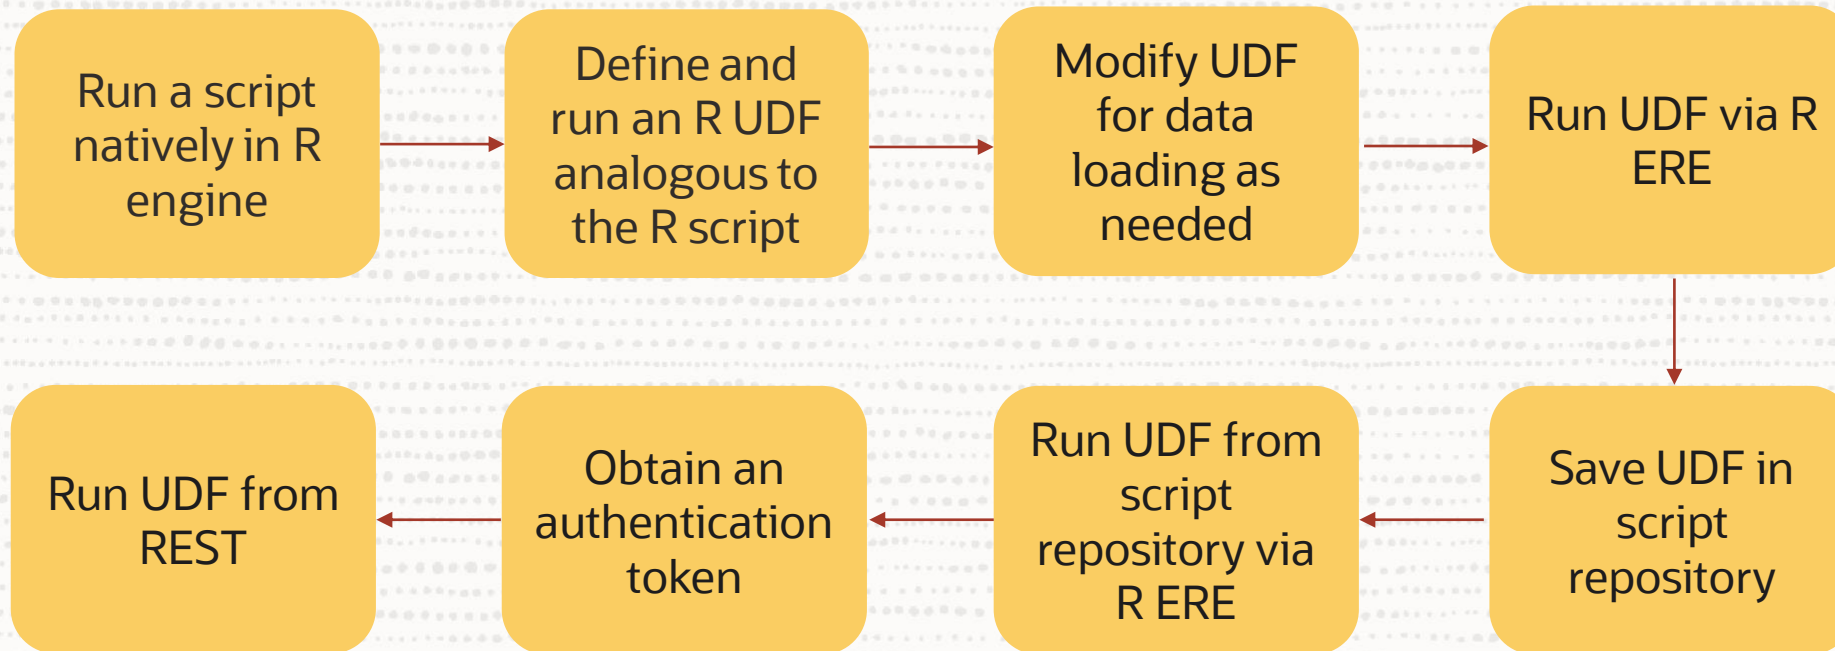 Run a script
natively in R
engine
Define and
run an R UDF
analogous to
the R script
Modify UDF
for data
loading as
needed
Run UDF via R
ERE
Save UDF in
script
repository
Run UDF from
script
repository via
R ERE
Obtain an
authentication
token
Run UDF from
REST